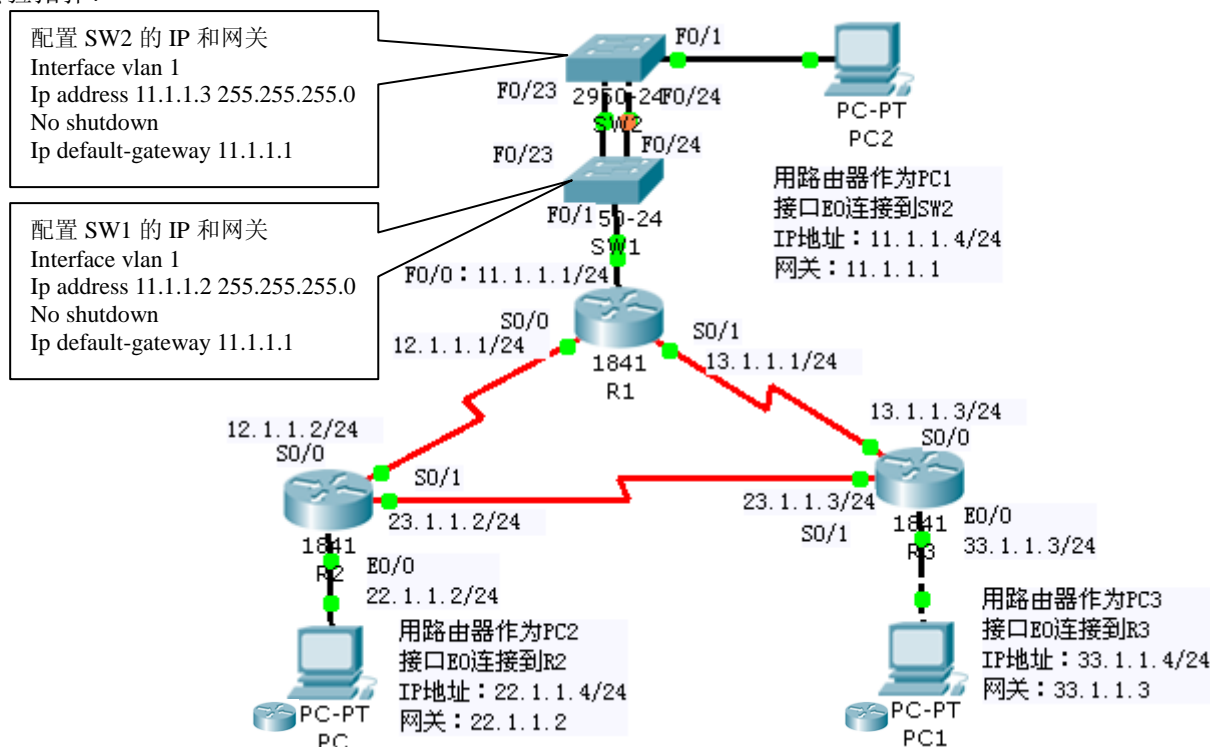 配置 SW2 的 IP 和网关
Interface vlan 1
Ip address 11.1.1.3 255.255.255.0
No shutdown
Ip default-gateway 11.1.1.1
配置 SW1 的 IP 和网关
Interface vlan 1
Ip address 11.1.1.2 255.255.255.0
No shutdown
Ip default-gateway 11.1.1.1
F0/1
F0/23
2950-24
F0/24
SW2
PC-PT
PC2
F0/23
F0/24
用路由器作为PC1
接口E0连接到SW2
IP地址：11.1.1.4/24
网关：11.1.1.1
F0/1
50-24
SW1
F0/0：11.1.1.1/24
S0/0
12.1.1.1/24
S0/1
13.1.1.1/24
1841
R1
12.1.1.2/24
S0/0
13.1.1.3/24
S0/0
S0/1
23.1.1.2/24
23.1.1.3/24
S0/1
1841
R2
E0/0
22.1.1.2/24
1841
R3
E0/0
33.1.1.3/24
用路由器作为PC2
接口E0连接到R2
IP地址：22.1.1.4/24
网关：22.1.1.2
PC-PT
PC
用路由器作为PC3
接口E0连接到R3
IP地址：33.1.1.4/24
网关：33.1.1.3
PC-PT
PC1